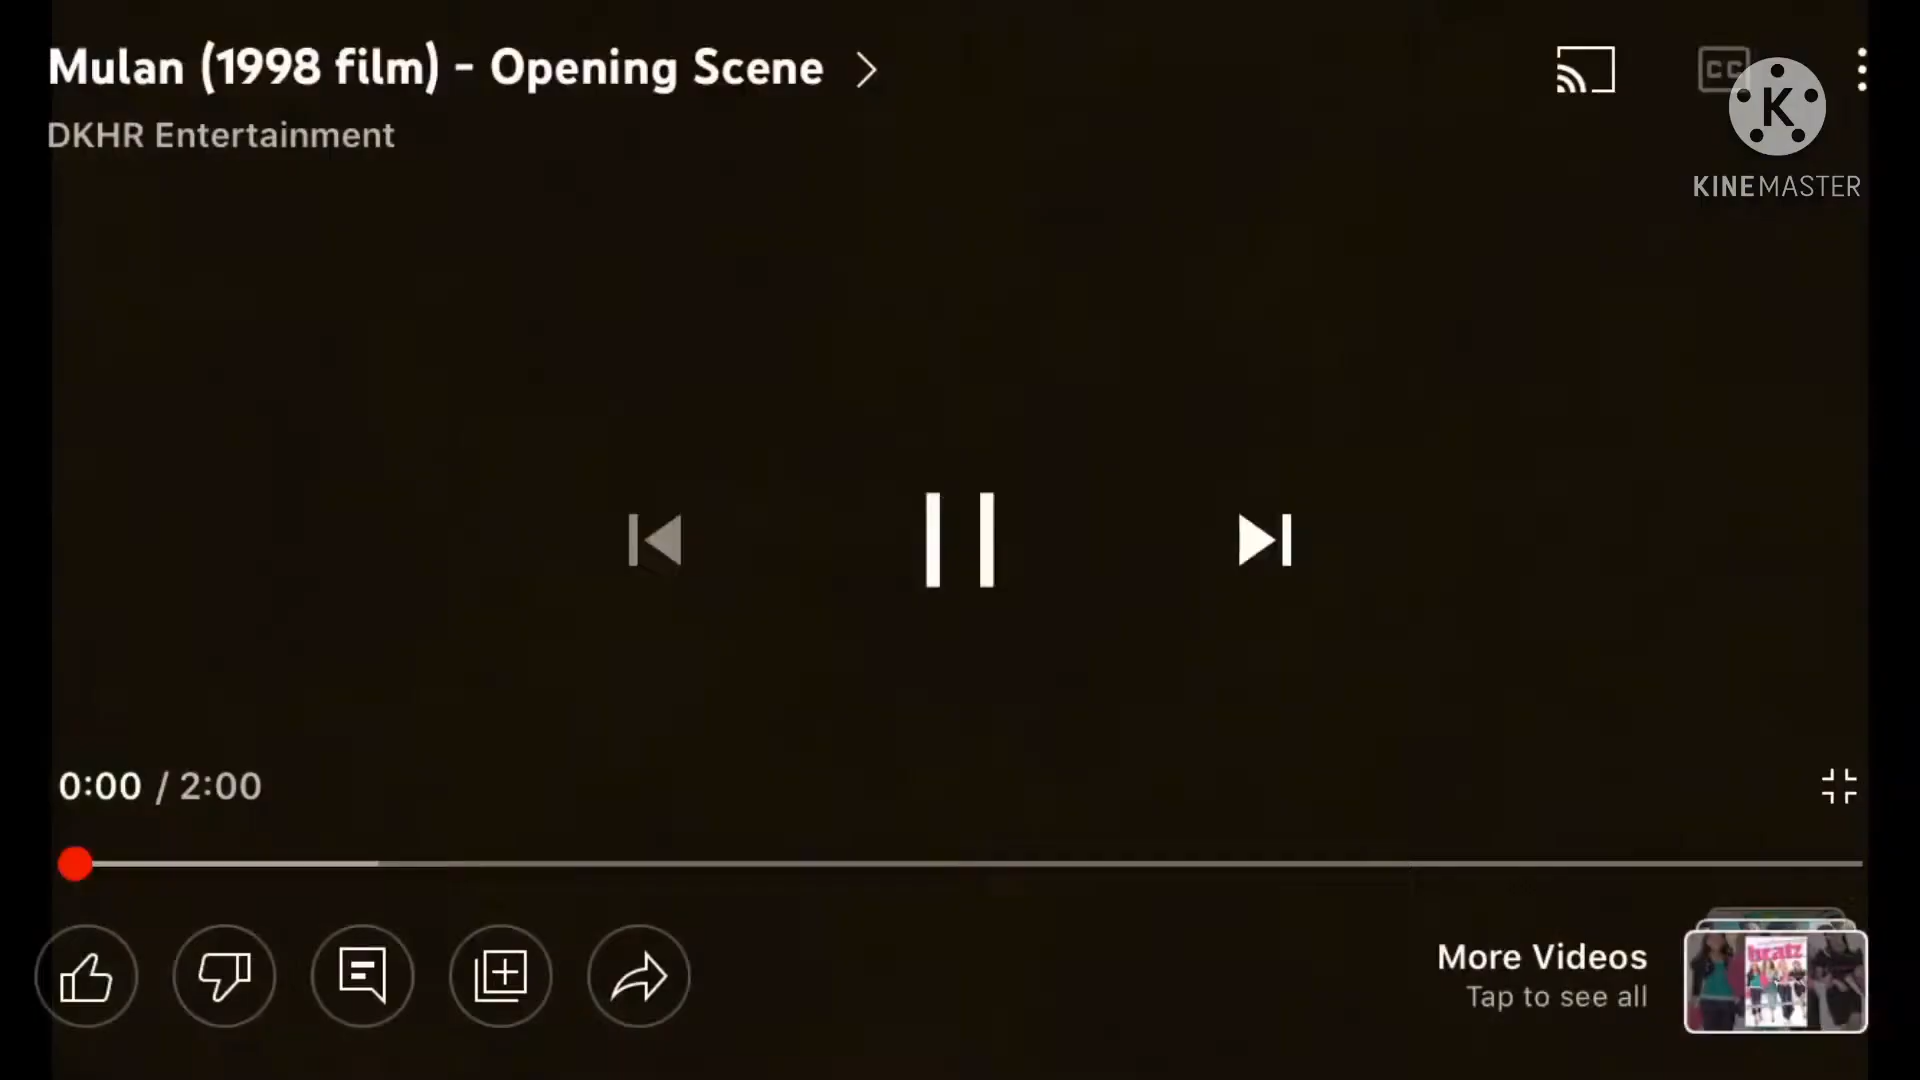 Mulan (1998 film) - Opening Scene
DKHR Entertainment
CC
K
KINEMASTER
0:00 / 2:00
More Videos
Tap to see all
bratz